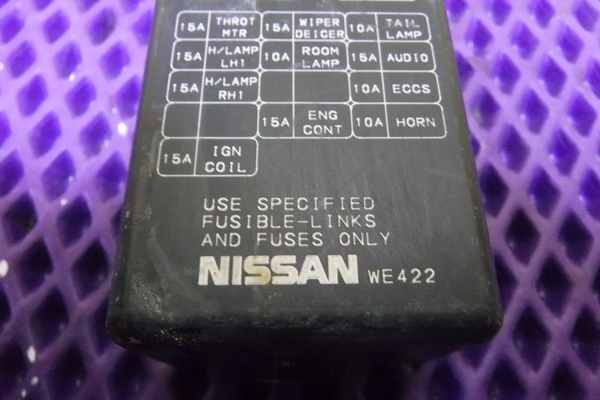 15A THROT MTR 15A WIPER DEICER 10A TAIL LAMP
15A H/LAMP LH1 10A ROOM LAMP 15A AUDIO
15A H/LAMP RH1 10A ECCS
15A ENG CONT 10A HORN
15A IGN COIL
USE SPECIFIED
FUSIBLE-LINKS
AND FUSES ONLY
NISSAN WE422